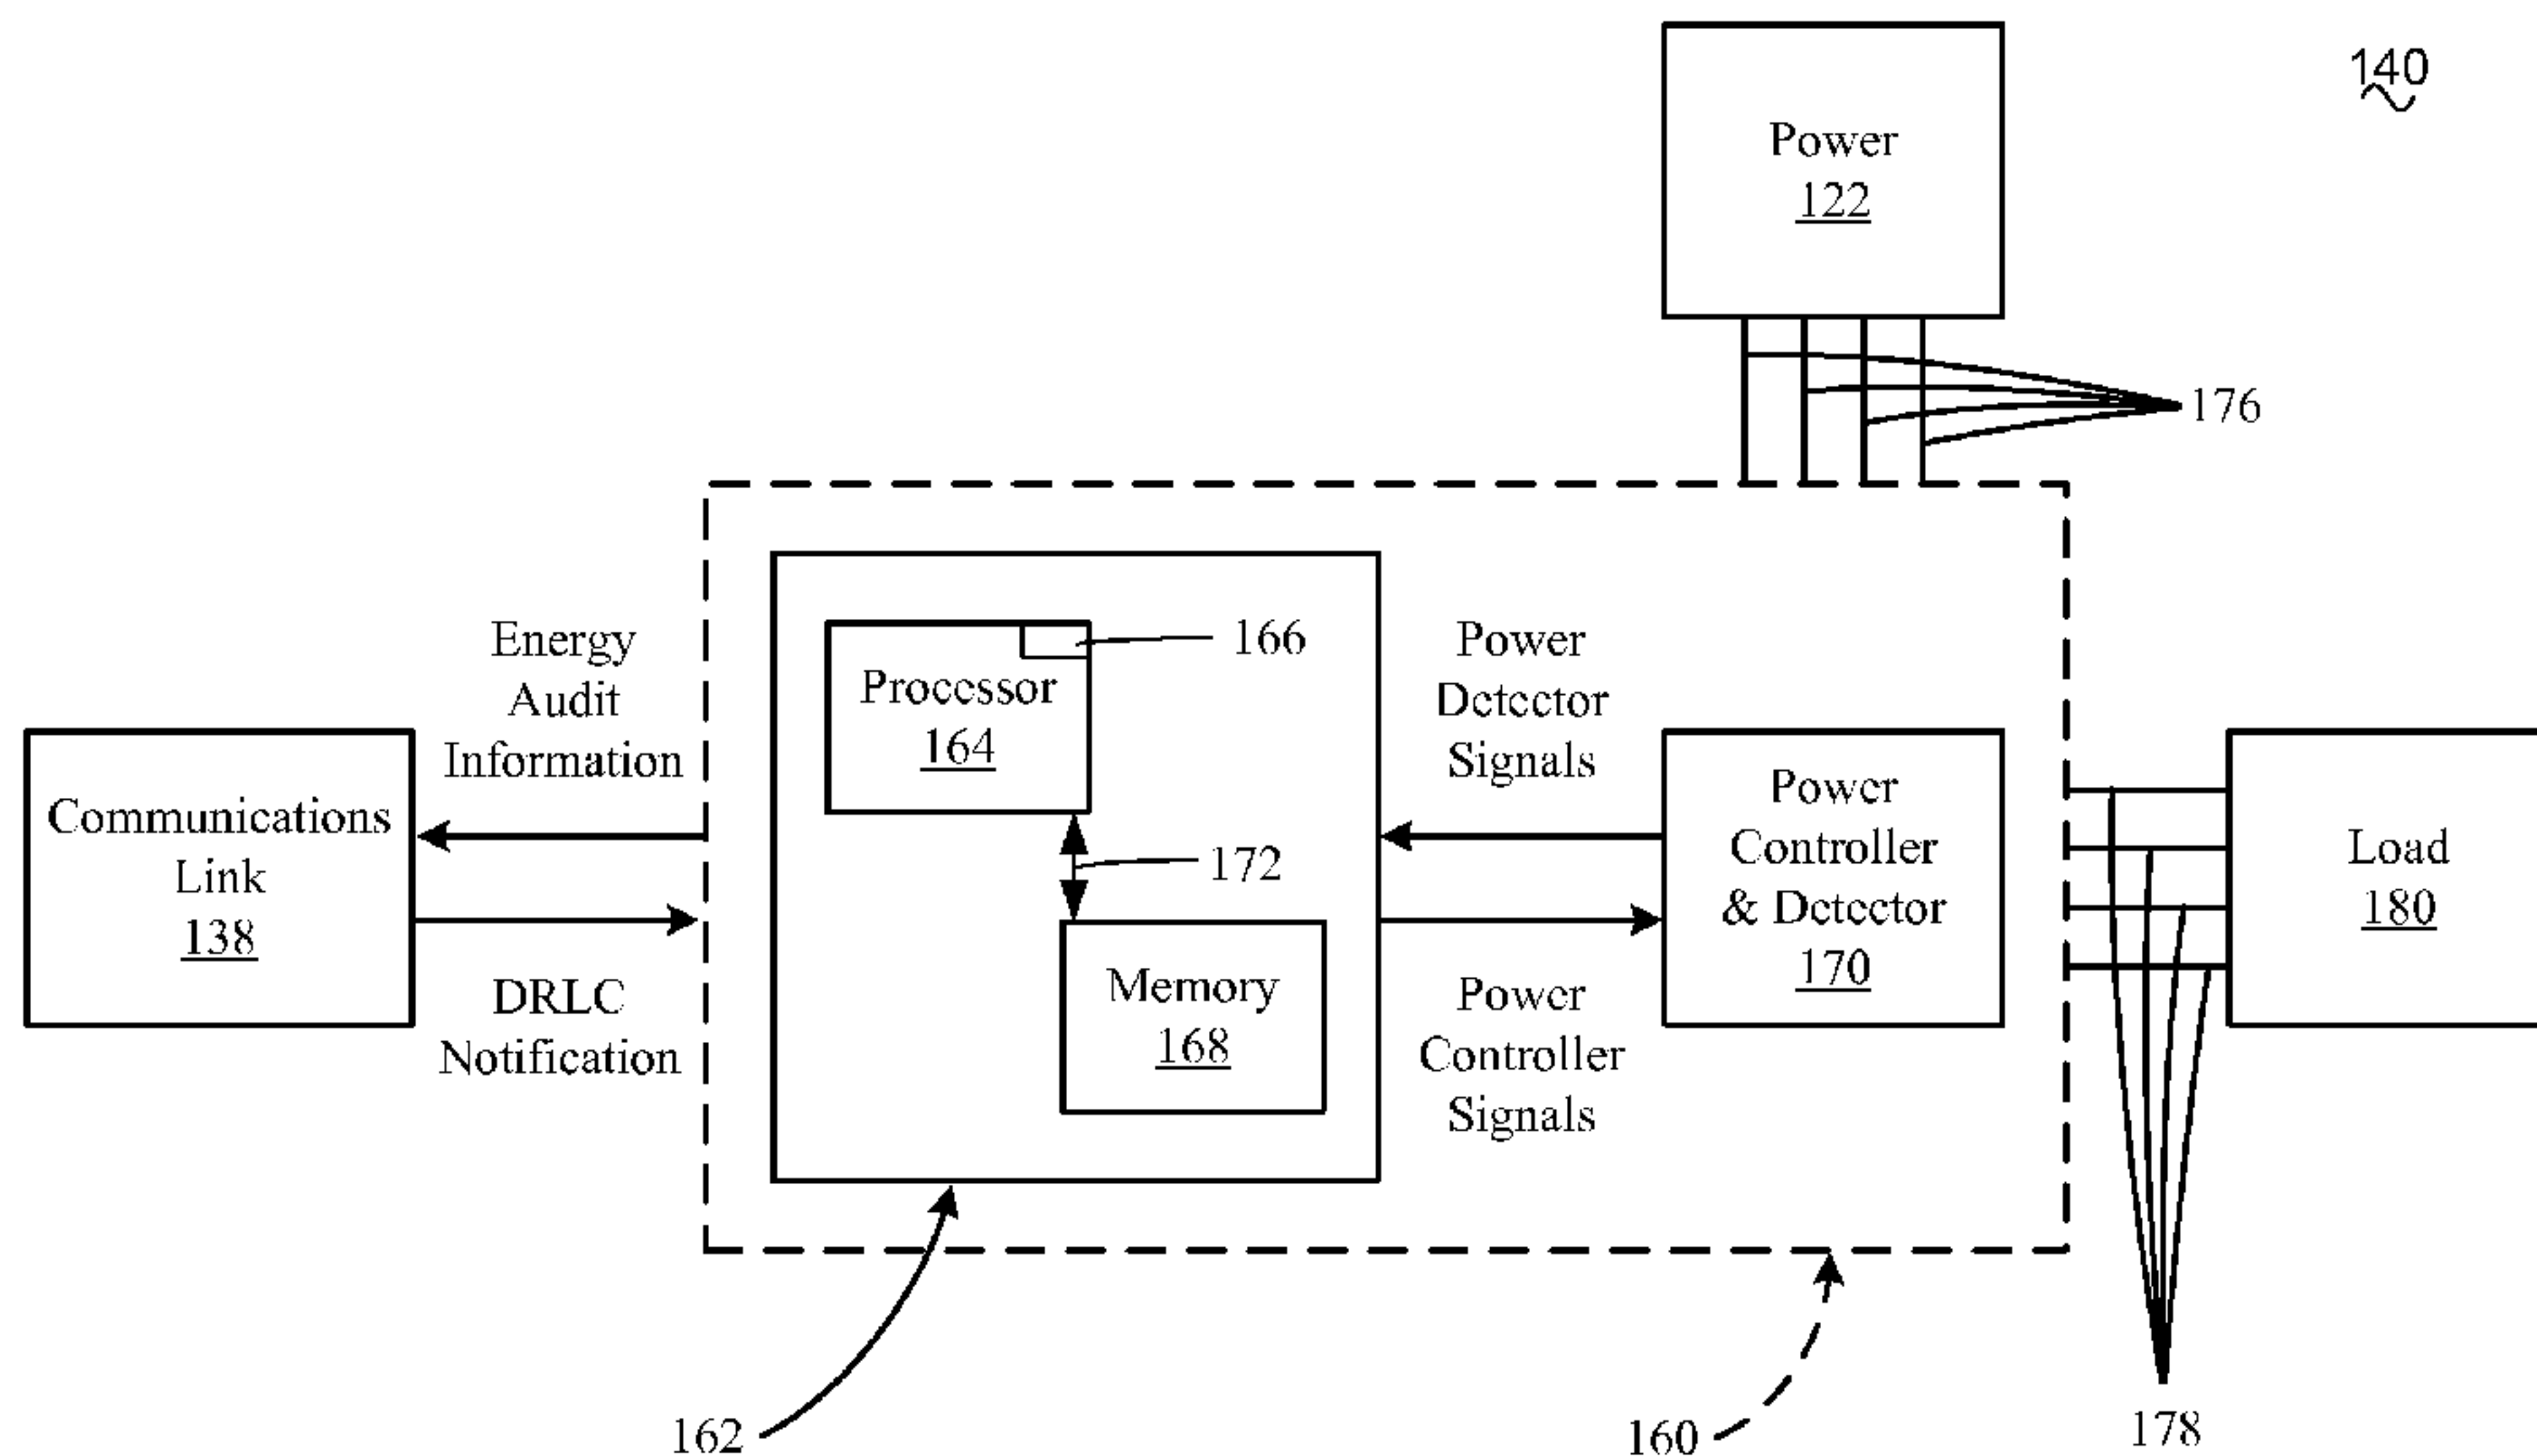 140
Power
122
176
Energy
Audit
Information
Communications
Link
138
DRLC
Notification
Processor
164
166
172
Memory
168
Power
Detector
Signals
Power
Controller
Signals
Power
Controller
& Detector
170
Load
180
162
160
178